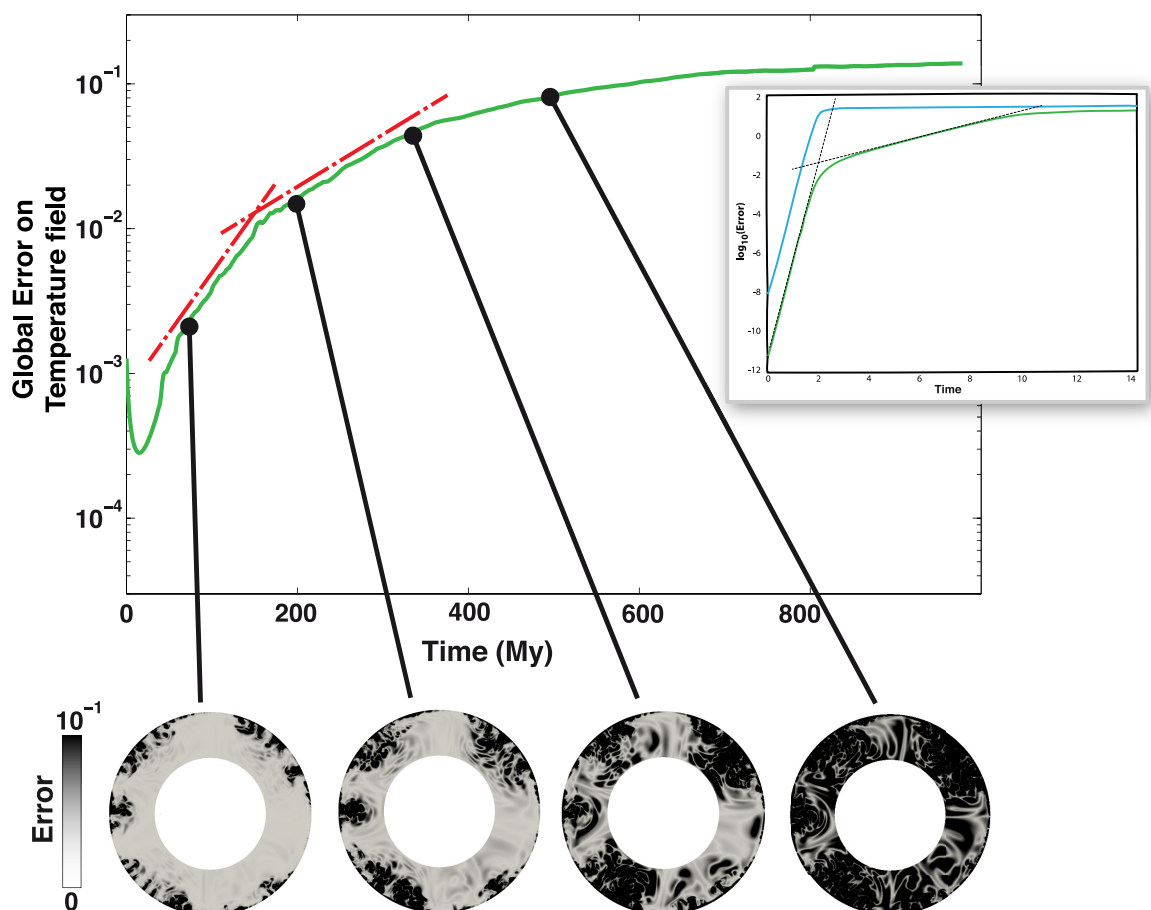 Global Error on
Temperature field
10⁻¹
10⁻²
10⁻³
10⁻⁴
0 200 400 600 800
Time (My)
log₁₀(Error)
2
0
-2
-4
-6
-8
-10
-12
0 2 4 6 8 10 12 14
Time
Error
10⁻¹
0